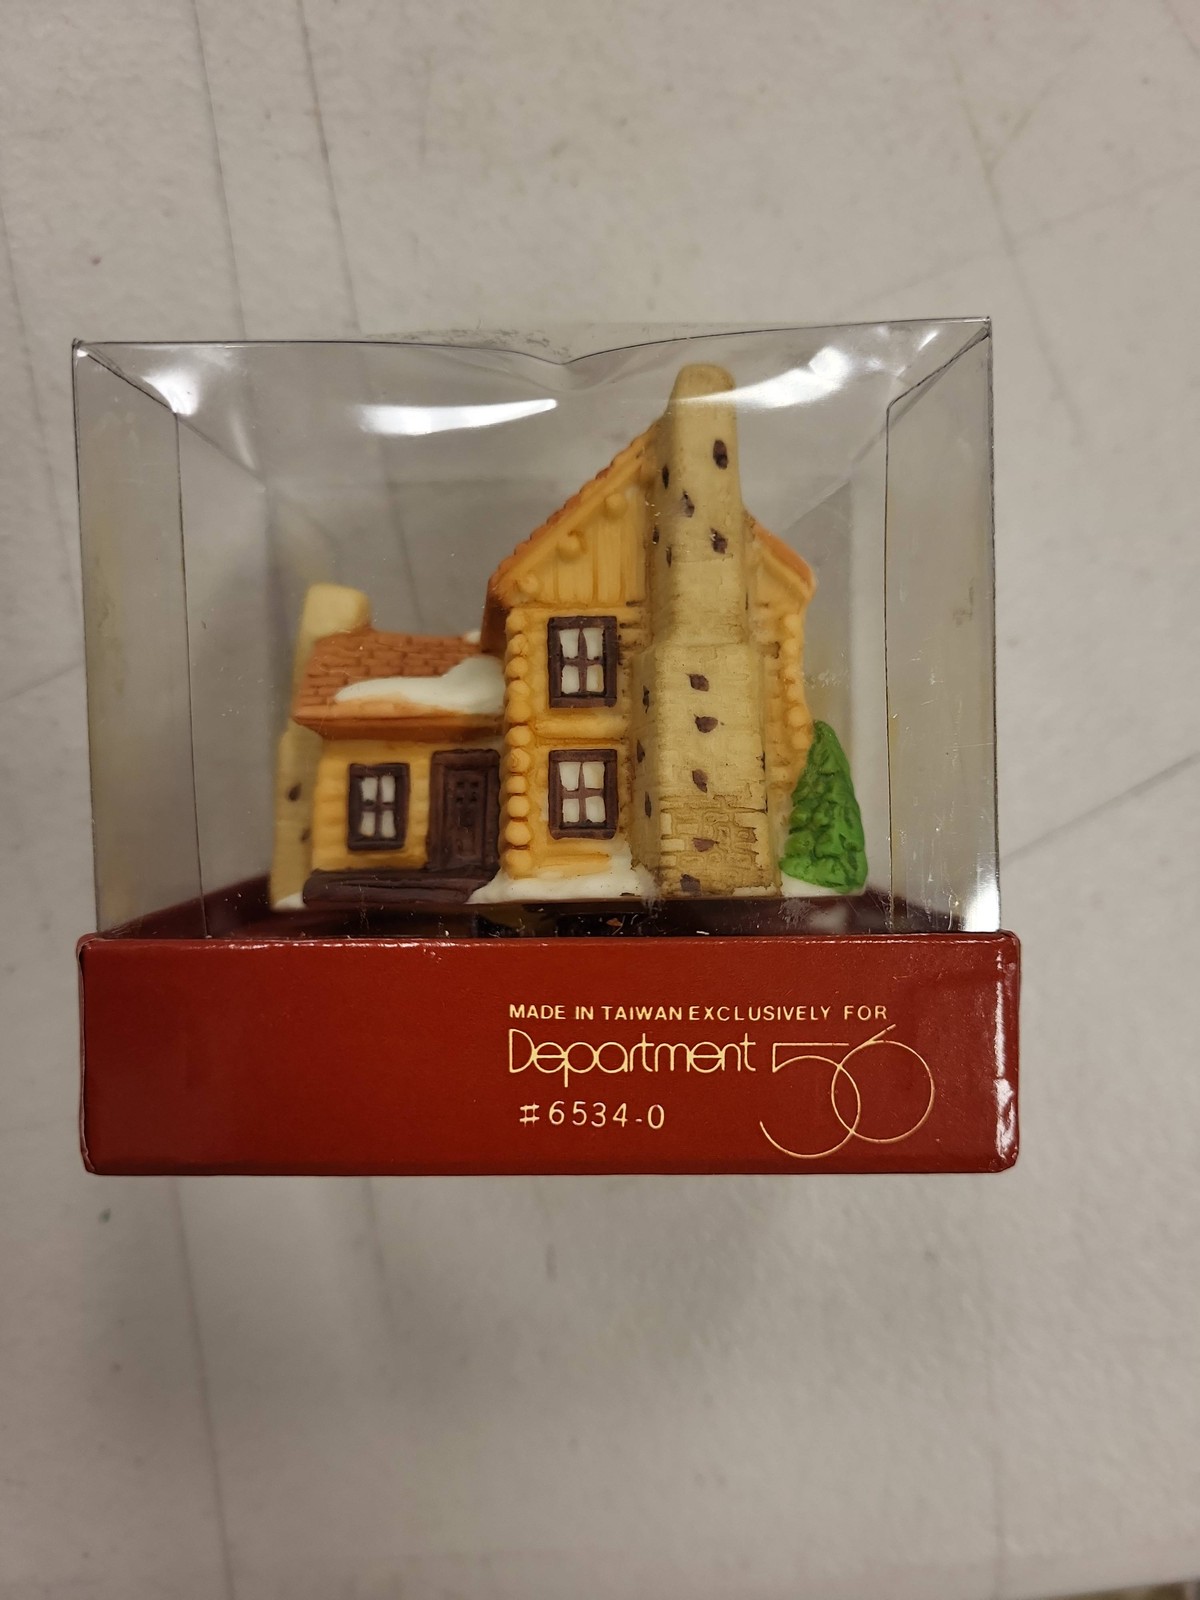 MADE IN TAIWAN EXCLUSIVELY FOR
Department 56
#6534-0